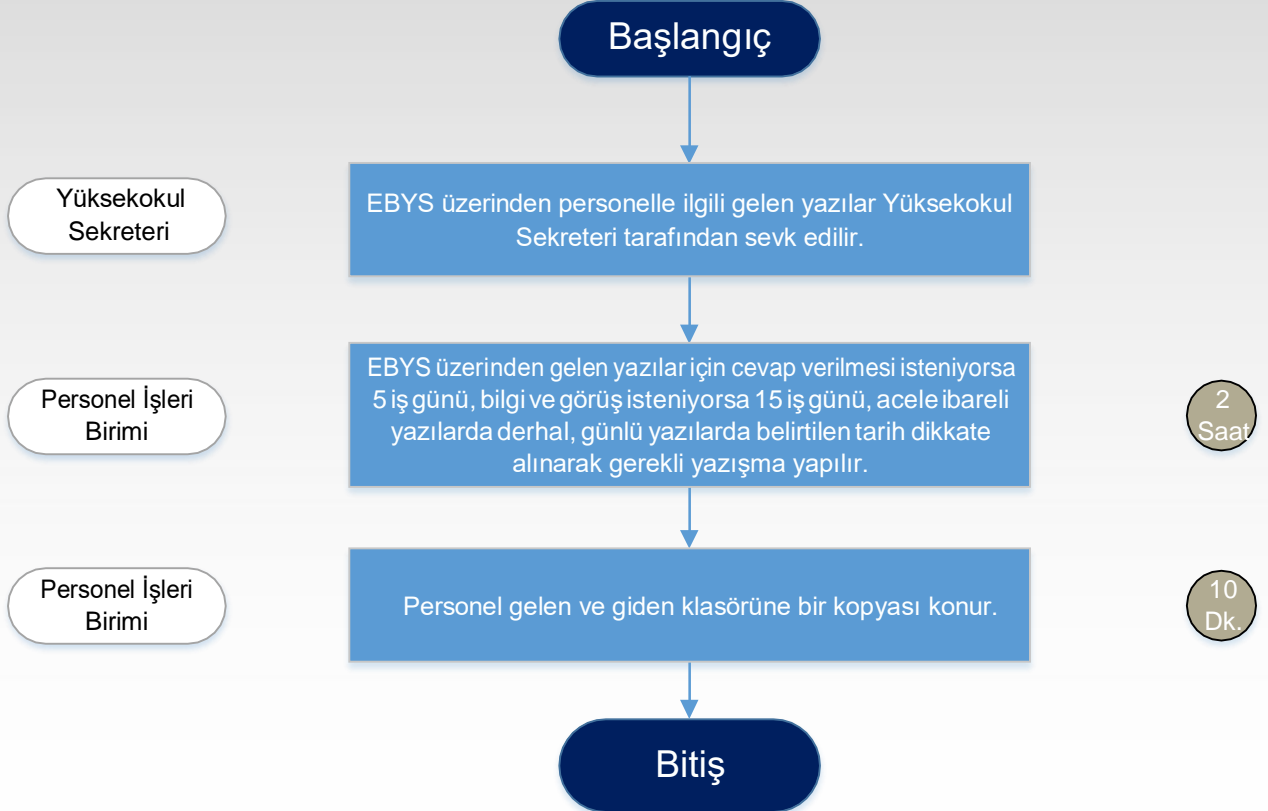 Başlangıç
Yüksekokul
Sekreteri
EBYS üzerinden personelle ilgili gelen yazılar Yüksekokul
Sekreteri tarafından sevk edilir.
Personel İşleri
Birimi
EBYS üzerinden gelen yazılar için cevap verilmesi isteniyorsa
5 iş günü, bilgi ve görüş isteniyorsa 15 iş günü, acele ibareli
yazılarda derhal, günlü yazılarda belirtilen tarih dikkate
alınarak gerekli yazışma yapılır.
2
Saat
Personel İşleri
Birimi
Personel gelen ve giden klasörüne bir kopyası konur.
10
Dk.
Bitiş